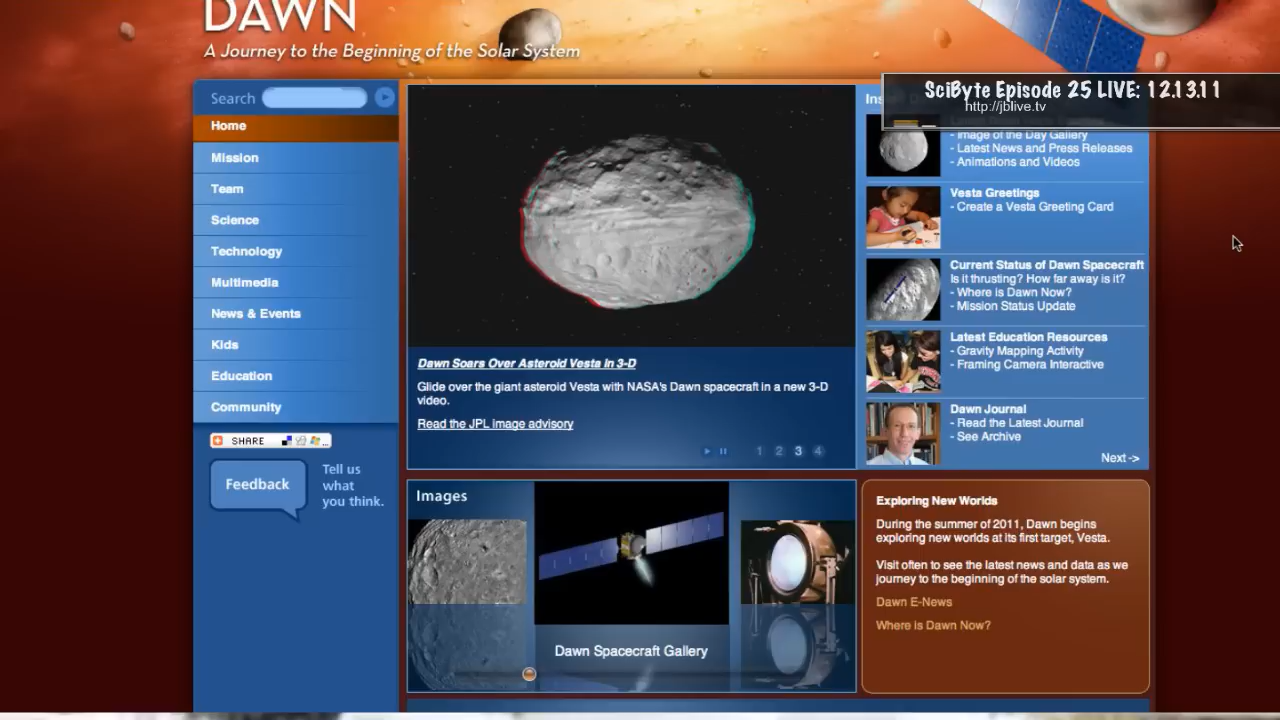 DAWN
A Journey to the Beginning of the Solar System
SciByte Episode 25 LIVE: 12.13.11
http://jblive.tv
Search
Home
Mission
Team
Science
Technology
Multimedia
News & Events
Kids
Education
Community
SHARE
Feedback
Tell us
what
you think.
Dawn Soars Over Asteroid Vesta in 3-D
Glide over the giant asteroid Vesta with NASA's Dawn spacecraft in a new 3-D
video.
Read the JPL image advisory
1 2 3 4
- Image of the Day Gallery
- Latest News and Press Releases
- Animations and Videos
Vesta Greetings
- Create a Vesta Greeting Card
Current Status of Dawn Spacecraft
Is it thrusting? How far away is it?
- Where is Dawn Now?
- Mission Status Update
Latest Education Resources
- Gravity Mapping Activity
- Framing Camera Interactive
Dawn Journal
- Read the Latest Journal
- See Archive
Next ->
Images
Dawn Spacecraft Gallery
Exploring New Worlds
During the summer of 2011, Dawn begins
exploring new worlds at its first target, Vesta.
Visit often to see the latest news and data as we
journey to the beginning of the solar system.
Dawn E-News
Where is Dawn Now?